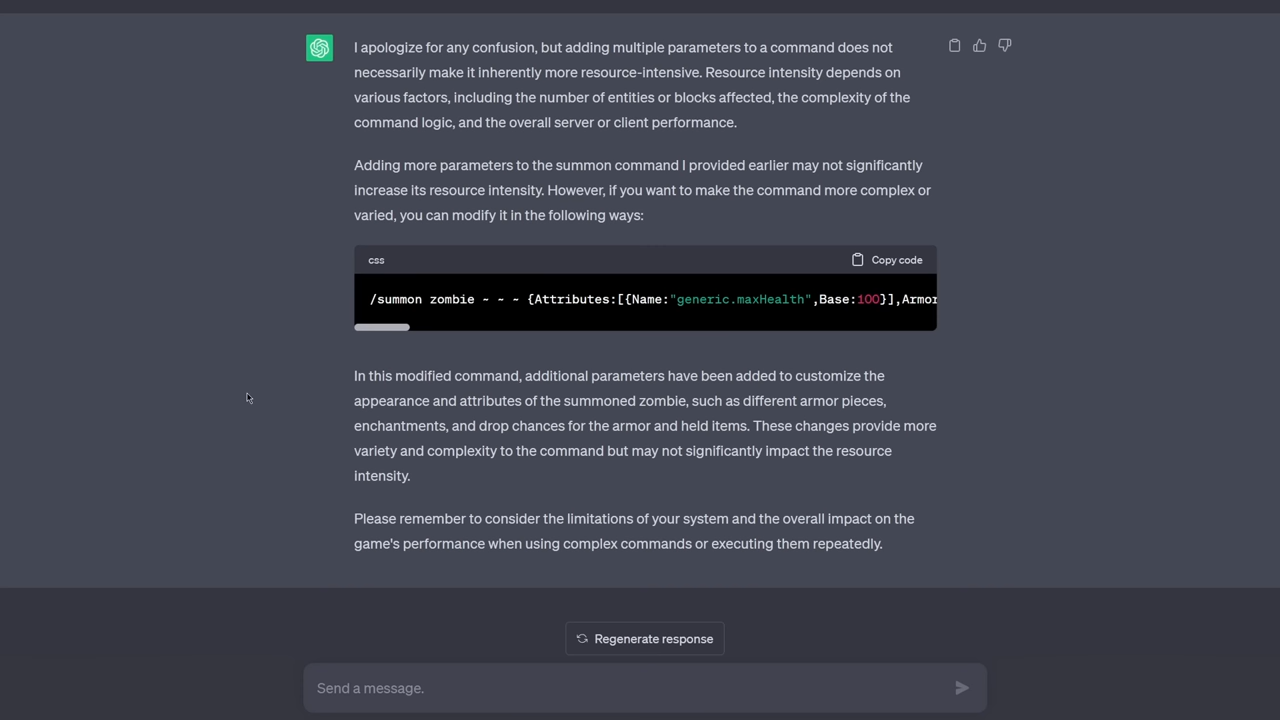 I apologize for any confusion, but adding multiple parameters to a command does not
necessarily make it inherently more resource-intensive. Resource intensity depends on
various factors, including the number of entities or blocks affected, the complexity of the
command logic, and the overall server or client performance.
Adding more parameters to the summon command I provided earlier may not significantly
increase its resource intensity. However, if you want to make the command more complex or
varied, you can modify it in the following ways:
css Copy code
/summon zombie ~ ~ ~ {Attributes:[{Name:"generic.maxHealth",Base:100}],Armor
In this modified command, additional parameters have been added to customize the
appearance and attributes of the summoned zombie, such as different armor pieces,
enchantments, and drop chances for the armor and held items. These changes provide more
variety and complexity to the command but may not significantly impact the resource
intensity.
Please remember to consider the limitations of your system and the overall impact on the
game's performance when using complex commands or executing them repeatedly.
Regenerate response
Send a message.